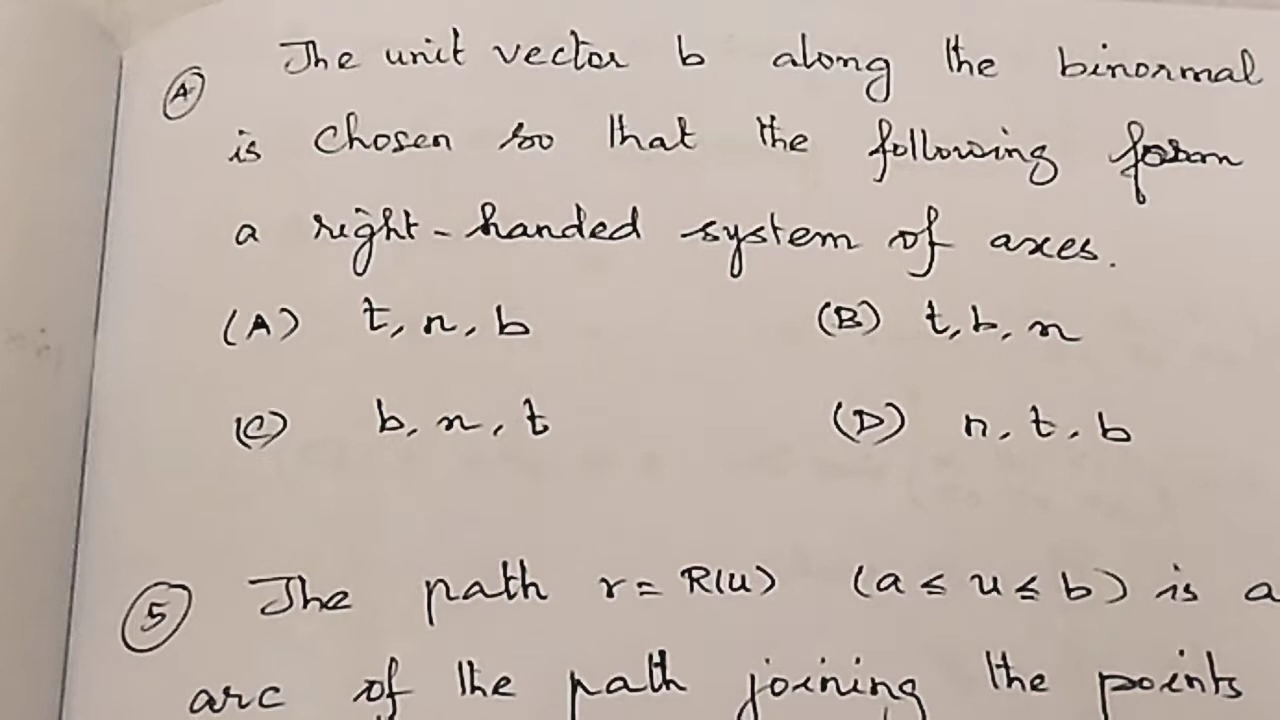 4 The unit vector b along the binormal
is chosen so that the following form
a right-handed system of axes.
(A) t, n, b (B) t, b, n
(C) b, n, t (D) n, t, b
5 The path r = R(u) (a ≤ u ≤ b) is a
arc of the path joining the points